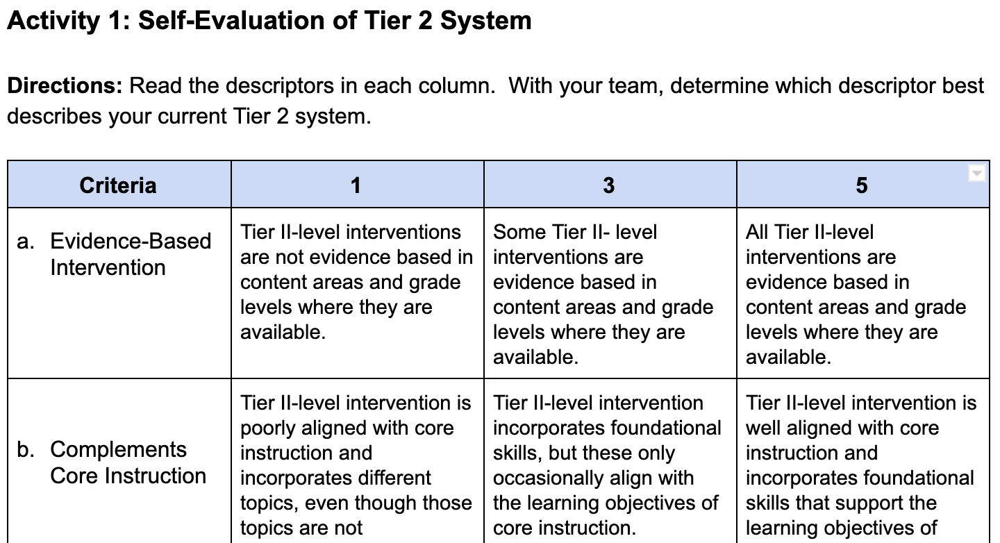 Activity 1: Self-Evaluation of Tier 2 System
Directions: Read the descriptors in each column.  With your team, determine which descriptor best
describes your current Tier 2 system.
Criteria
1
3
5
a. Evidence-Based
Intervention
Tier II-level interventions
are not evidence based in
content areas and grade
levels where they are
available.
Some Tier II- level
interventions are
evidence based in
content areas and grade
levels where they are
available.
All Tier II-level
interventions are
evidence based in
content areas and grade
levels where they are
available.
b. Complements
Core Instruction
Tier II-level intervention is
poorly aligned with core
instruction and
incorporates different
topics, even though those
topics are not
Tier II-level intervention
incorporates foundational
skills, but these only
occasionally align with
the learning objectives of
core instruction.
Tier II-level intervention is
well aligned with core
instruction and
incorporates foundational
skills that support the
learning objectives of